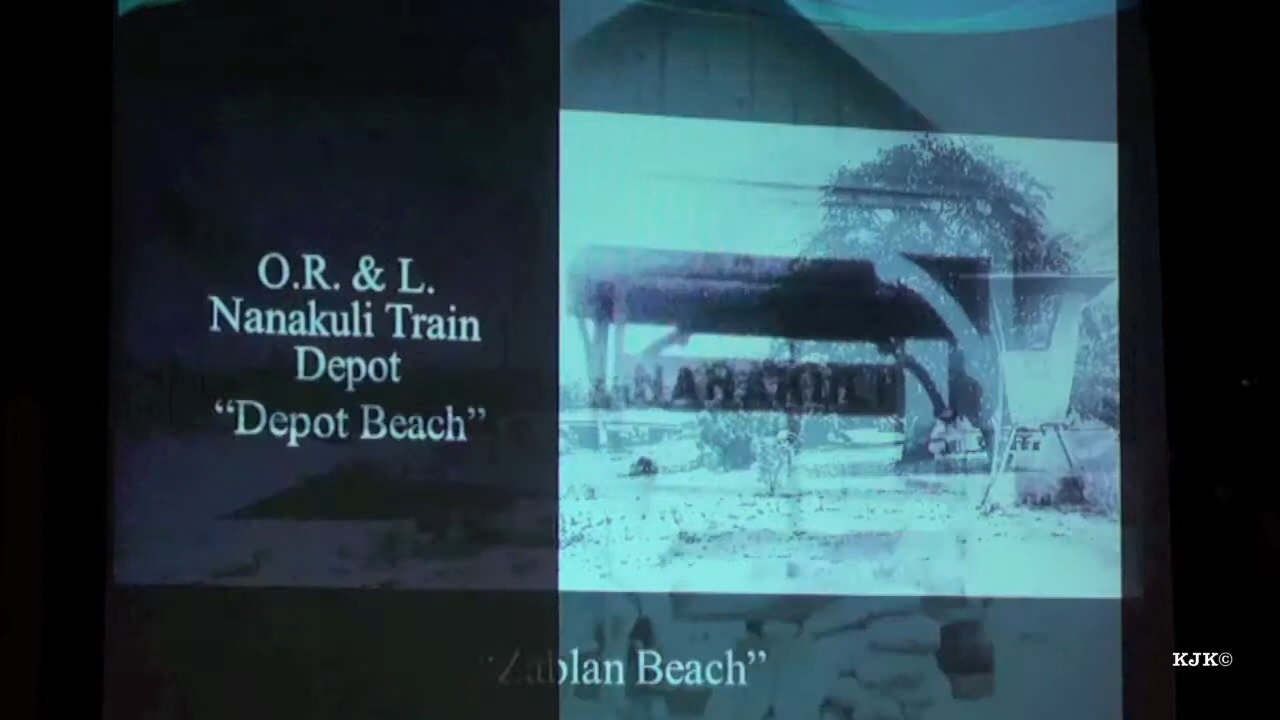 O.R. & L.
Nanakuli Train
Depot
“Depot Beach”
“Zablan Beach”
KJK©